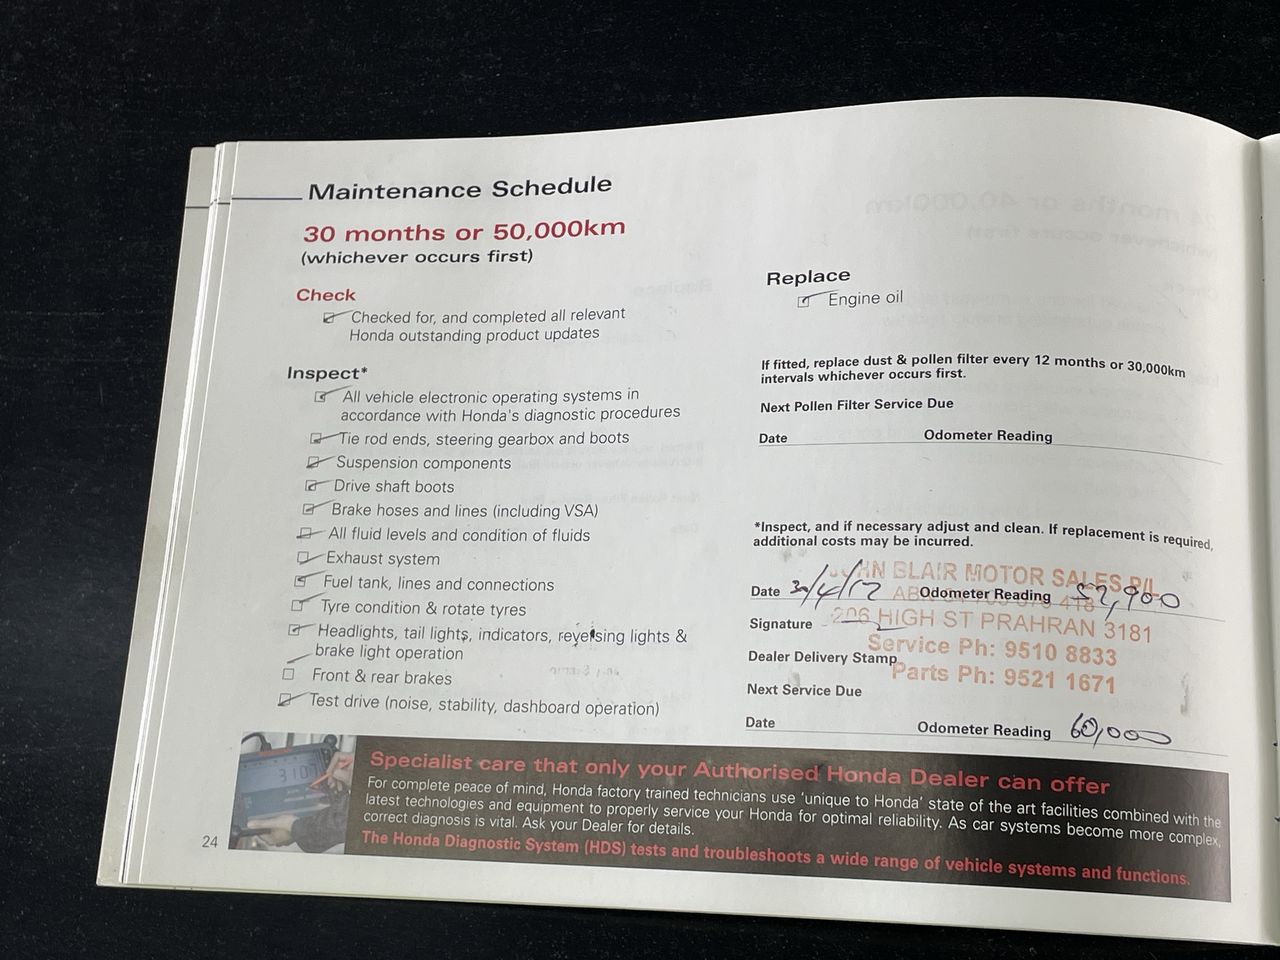 Maintenance Schedule
30 months or 50,000km
(whichever occurs first)
Check
Checked for, and completed all relevant
Honda outstanding product updates
Inspect*
All vehicle electronic operating systems in
accordance with Honda's diagnostic procedures
Tie rod ends, steering gearbox and boots
Suspension components
Drive shaft boots
Brake hoses and lines (including VSA)
All fluid levels and condition of fluids
Exhaust system
Fuel tank, lines and connections
Tyre condition & rotate tyres
Headlights, tail lights, indicators, reversing lights &
brake light operation
Front & rear brakes
Test drive (noise, stability, dashboard operation)
Replace
Engine oil
If fitted, replace dust & pollen filter every 12 months or 30,000km
intervals whichever occurs first.
Next Pollen Filter Service Due
Date Odometer Reading
*Inspect, and if necessary adjust and clean. If replacement is required,
additional costs may be incurred.
JOHN BLAIR MOTOR SALES P/L
Date 30/4/12 Odometer Reading 52,900
ABN
Signature
206 HIGH ST PRAHRAN 3181
Service Ph: 9510 8833
Dealer Delivery Stamp
Parts Ph: 9521 1671
Next Service Due
Date Odometer Reading 60,000
3107
Specialist care that only your Authorised Honda Dealer can offer
For complete peace of mind, Honda factory trained technicians use 'unique to Honda' state of the art facilities combined with the
latest technologies and equipment to properly service your Honda for optimal reliability. As car systems become more complex,
correct diagnosis is vital. Ask your Dealer for details.
The Honda Diagnostic System (HDS) tests and troubleshoots a wide range of vehicle systems and functions.
24